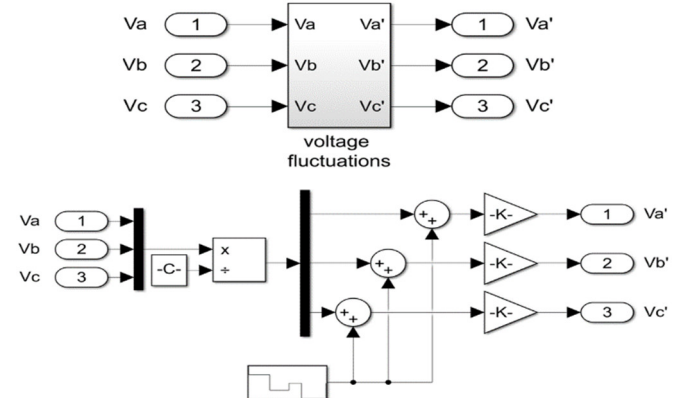 Va 1 Va Va' 1 Va'
Vb 2 Vb Vb' 2 Vb'
Vc 3 Vc Vc' 3 Vc'
voltage
fluctuations
Va 1 + + -K- 1 Va'
Vb 2 x + + -K- 2 Vb'
-C- ÷
Vc 3 + + -K- 3 Vc'